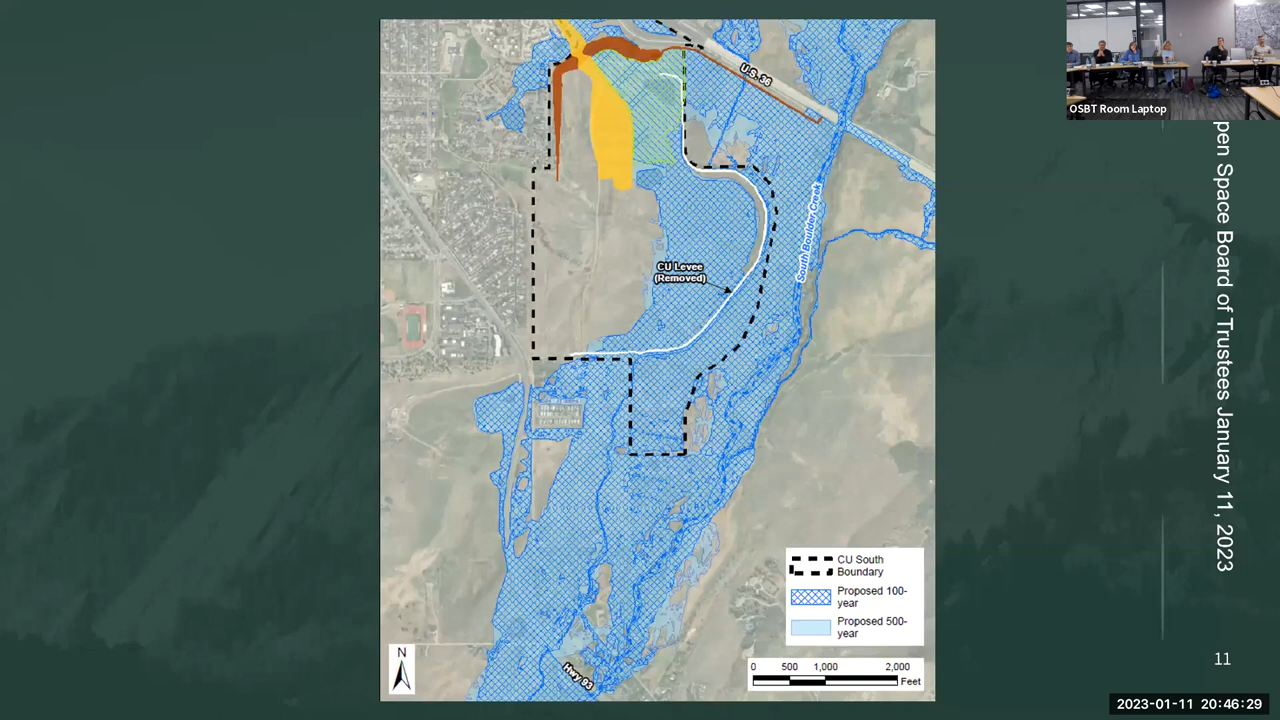 U.S. 36
South Boulder Creek
CU Levee
(Removed)
CU South
Boundary
Proposed 100-
year
Proposed 500-
year
N
0 500 1,000 2,000
Feet
Hwy 93
OSBT Room Laptop
pen Space Board of Trustees January 11, 2023
11
2023-01-11 20:46:29